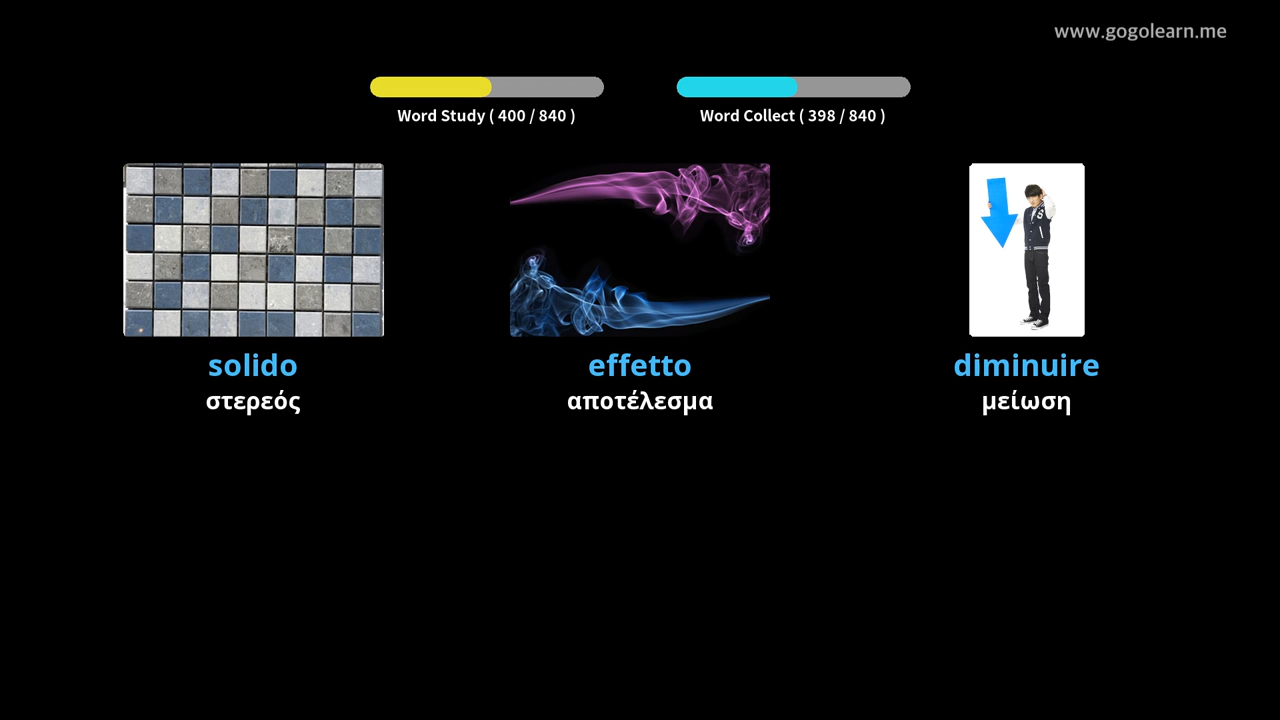 www.gogolearn.me
Word Study ( 400 / 840 )
Word Collect ( 398 / 840 )
solido
στερεός
effetto
αποτέλεσμα
diminuire
μείωση